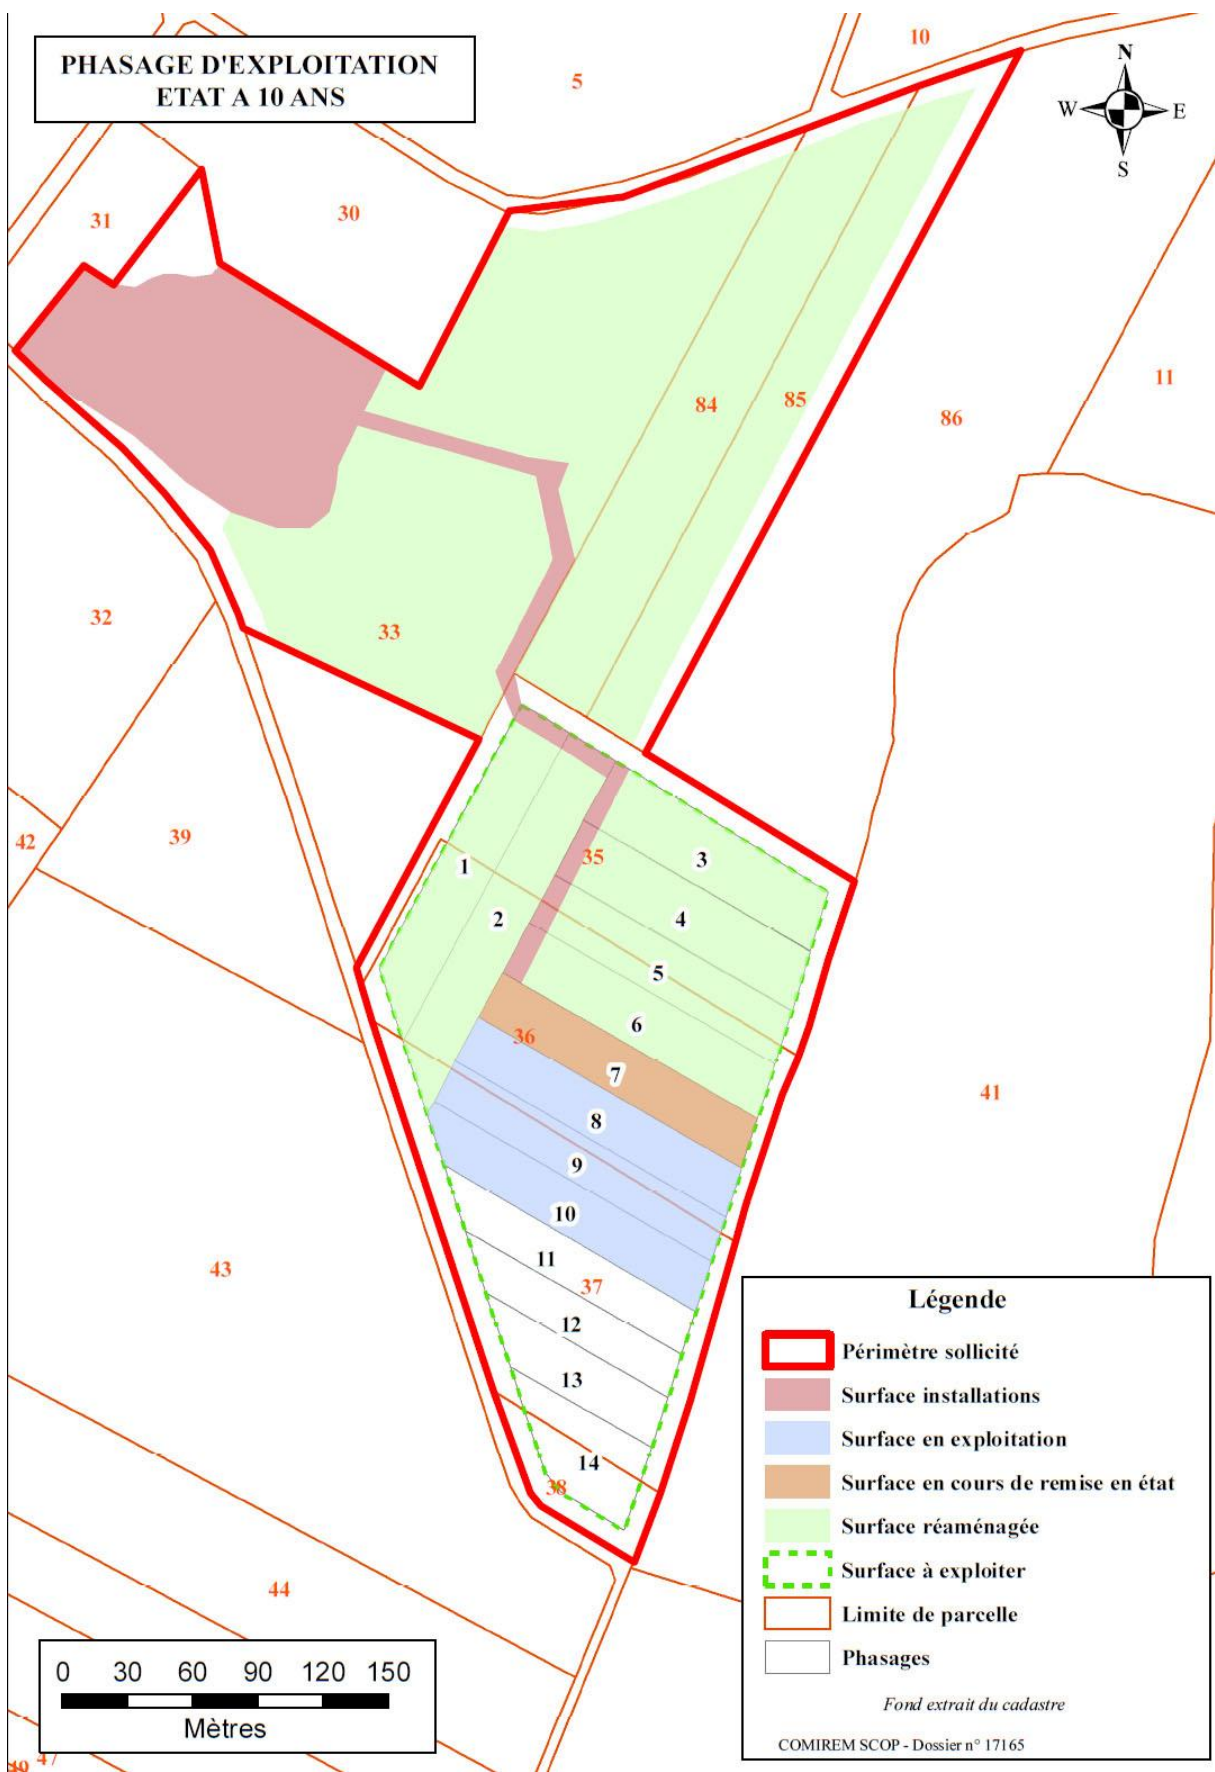 PHASAGE D'EXPLOITATION
ETAT A 10 ANS
5
10
N
W
E
S
31
30
84
85
86
11
32
33
42
39
35
1
2
3
4
5
6
36
7
8
9
10
41
43
11
37
12
13
14
38
44
47
Légende
Périmètre sollicité
Surface installations
Surface en exploitation
Surface en cours de remise en état
Surface réaménagée
Surface à exploiter
Limite de parcelle
Phasages
Fond extrait du cadastre
COMIREM SCOP - Dossier n° 17165
0 30 60 90 120 150
Mètres